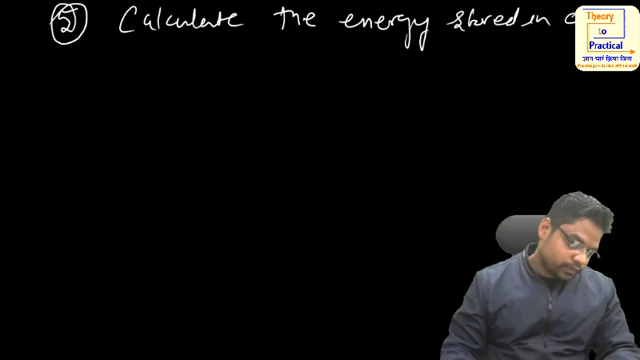 (5) Calculate the energy stored in
Theory
to
Practical
ज्ञानं भारं क्रियां विना